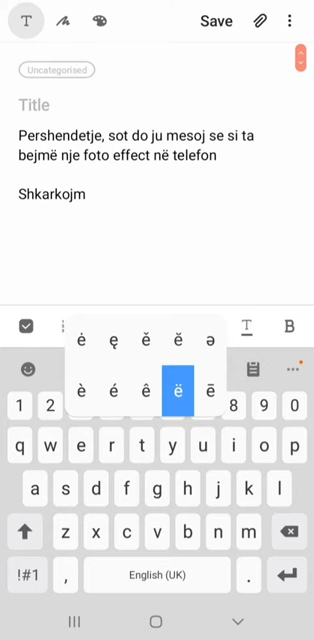 T Save
Uncategorised
Title
Pershendetje, sot do ju mesoj se si ta
bejmë nje foto effect në telefon
Shkarkojm
T B
ė ę ě ĕ ə
è é ê ë ē
1 2 8 9 0
q w e r t y u i o p
a s d f g h j k l
z x c v b n m
!#1 , English (UK) .